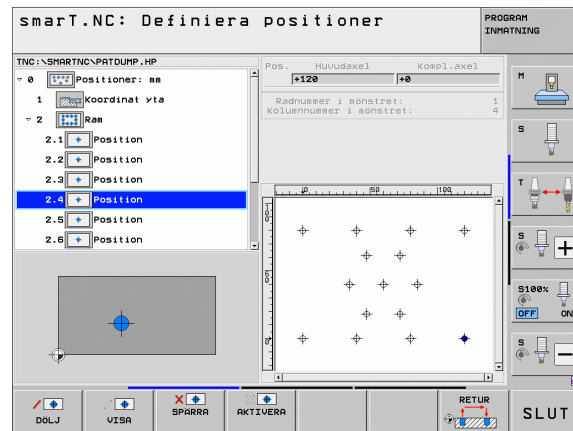 smarT.NC: Definiera positioner
PROGRAM
INMATNING
TNC:\SMARTNC\PATDUMP.HP
0 Positioner: mm
1 Koordinat yta
2 Ram
2.1 Position
2.2 Position
2.3 Position
2.4 Position
2.5 Position
2.6 Position
Pos. Huvudaxel Kompl.axel
+120 +0
Radnummer i mönstret: 1
Kolumnnummer i mönstret: 4
0 50 100
100
50
0
M
S
T
S
S100%
OFF ON
S
DÖLJ
VISA
SPÄRRA
AKTIVERA
RETUR
SLUT